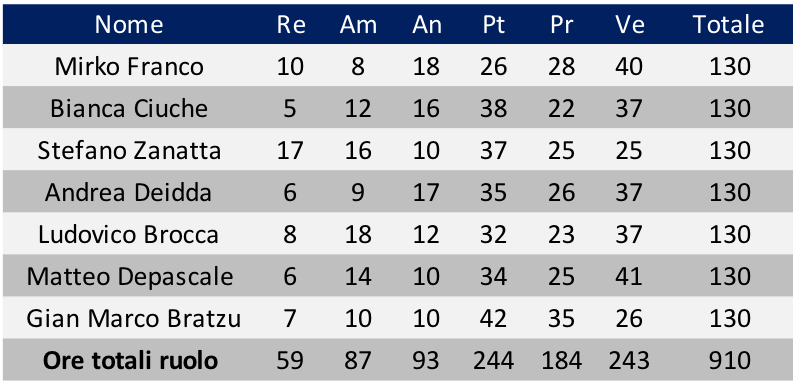 Nome Re Am An Pt Pr Ve Totale
Mirko Franco 10 8 18 26 28 40 130
Bianca Ciuche 5 12 16 38 22 37 130
Stefano Zanatta 17 16 10 37 25 25 130
Andrea Deidda 6 9 17 35 26 37 130
Ludovico Brocca 8 18 12 32 23 37 130
Matteo Depascale 6 14 10 34 25 41 130
Gian Marco Bratzu 7 10 10 42 35 26 130
Ore totali ruolo 59 87 93 244 184 243 910